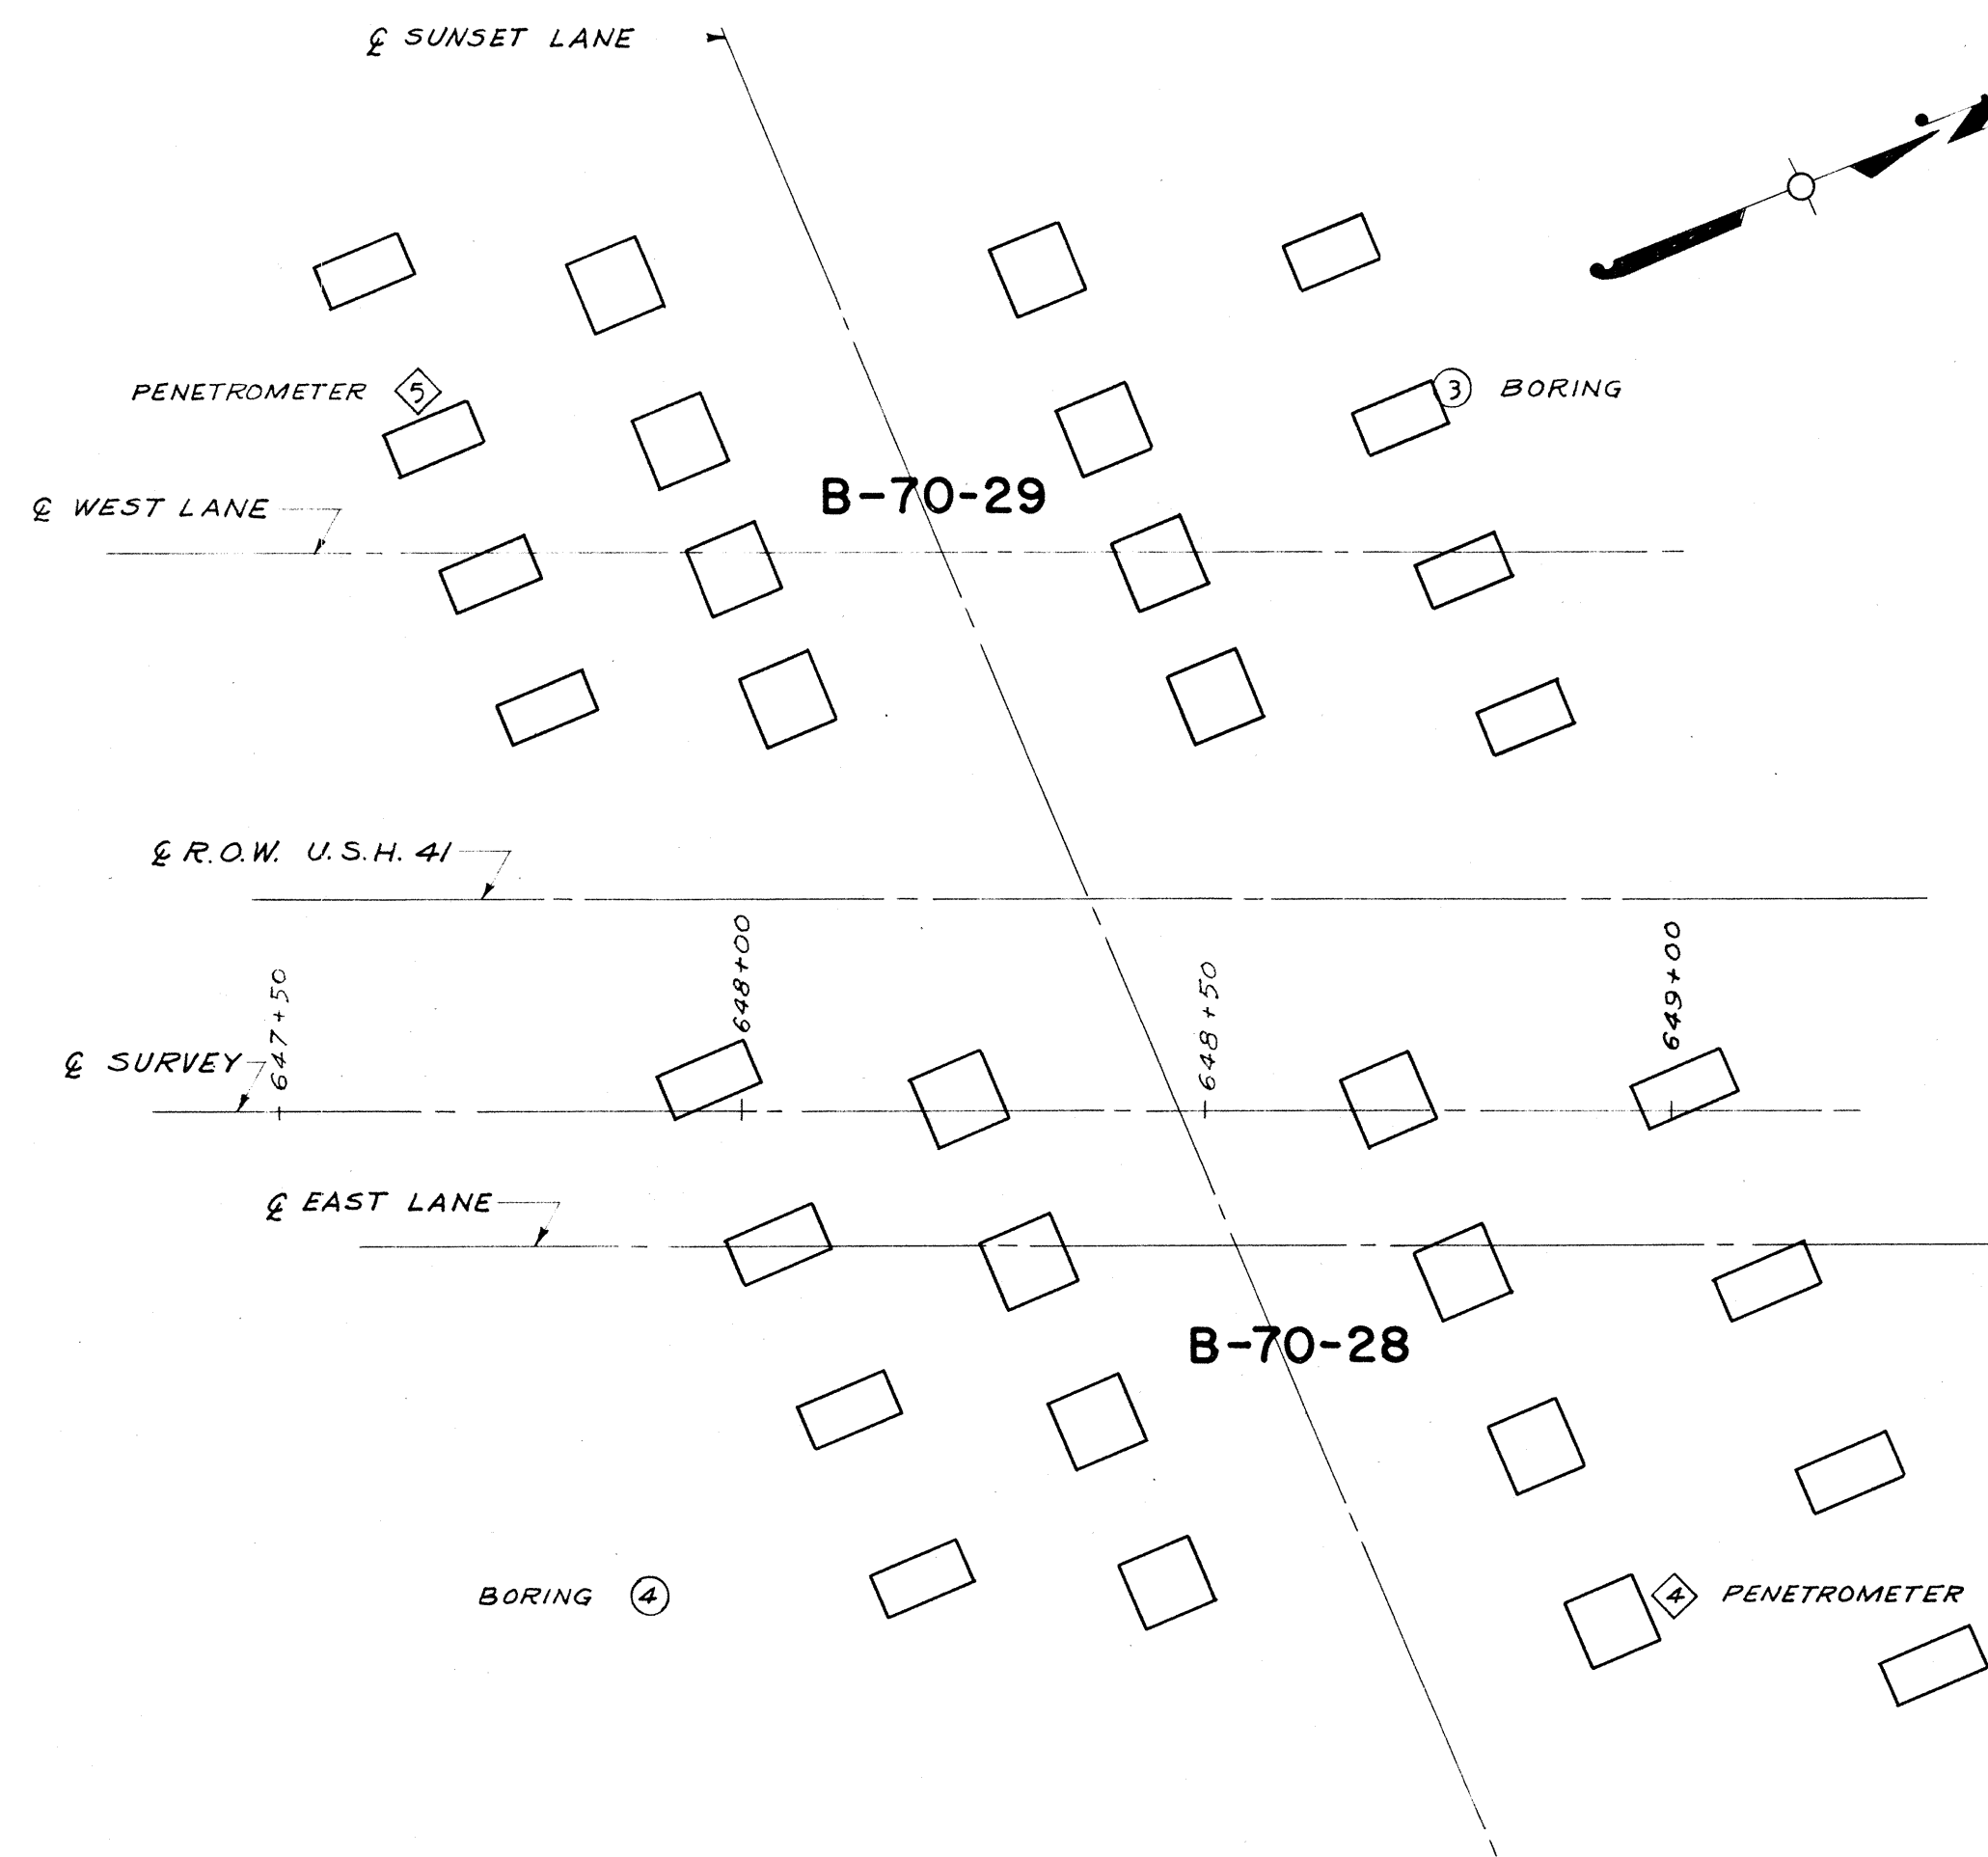 ℄ SUNSET LANE
PENETROMETER 5
3 BORING
℄ WEST LANE
B-70-29
℄ R.O.W. U.S.H. 41
647+50
648+00
648+50
649+00
℄ SURVEY
℄ EAST LANE
B-70-28
BORING 4
4 PENETROMETER